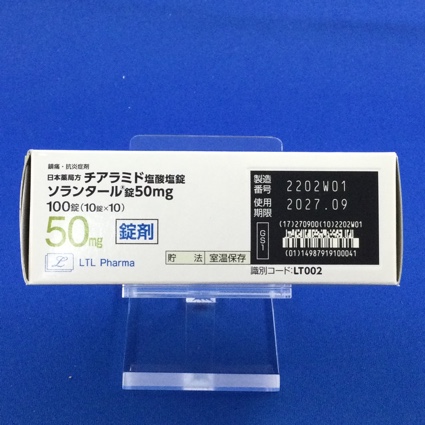 鎮痛・抗炎症剤
日本薬局方 チアラミド塩酸塩錠
ソランタール®錠50mg
100錠(10錠×10)
50mg 錠剤
LTL Pharma
貯 法 室温保存
製造番号 2202W01
使用期限 2027.09
GS1
(17)270900(10)2202W01
(01)14987919100041
識別コード:LT002